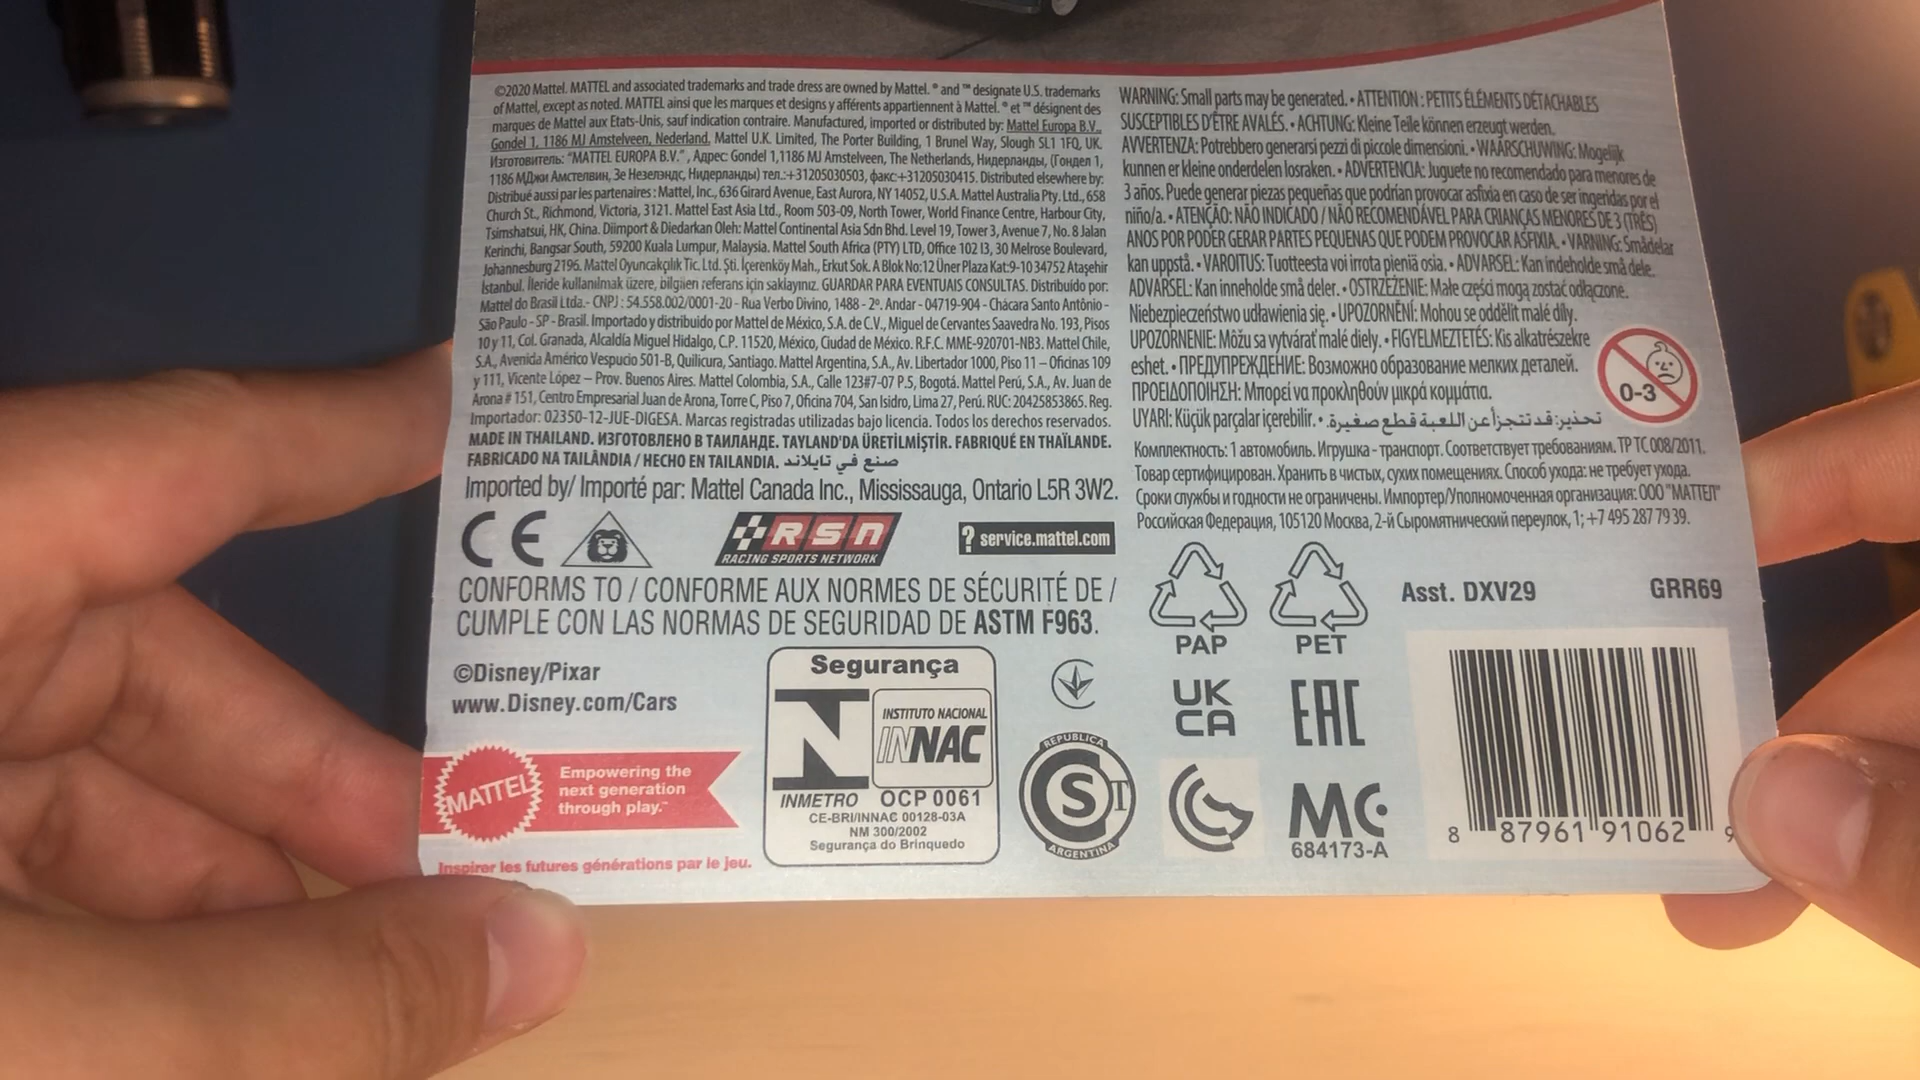 ©2020 Mattel. MATTEL and associated trademarks and trade dress are owned by Mattel. ® and ™ designate U.S. trademarks
of Mattel, except as noted. MATTEL ainsi que les marques et designs y afférents appartiennent à Mattel. ® et ™ désignent des
marques de Mattel aux Etats-Unis, sauf indication contraire. Manufactured, imported or distributed by: Mattel Europa B.V.,
Gondel 1, 1186 MJ Amstelveen, Nederland. Mattel U.K. Limited, The Porter Building, 1 Brunel Way, Slough SL1 1FQ, UK.
Изготовитель: "MATTEL EUROPA B.V.", Адрес: Gondel 1,1186 MJ Amstelveen, The Netherlands, Нидерланды, (Гондел 1,
1186 МДжи Амстелвин, Зе Незелэндс, Нидерланды) тел.:+31205030503, факс:+31205030415. Distributed elsewhere by:
Distribué aussi par les partenaires : Mattel, Inc., 636 Girard Avenue, East Aurora, NY 14052, U.S.A. Mattel Australia Pty. Ltd., 658
Church St., Richmond, Victoria, 3121. Mattel East Asia Ltd., Room 503-09, North Tower, World Finance Centre, Harbour City,
Tsimshatsui, HK, China. Diimport & Diedarkan Oleh: Mattel Continental Asia Sdn Bhd. Level 19, Tower 3, Avenue 7, No. 8 Jalan
Kerinchi, Bangsar South, 59200 Kuala Lumpur, Malaysia. Mattel South Africa (PTY) LTD, Office 102 I3, 30 Melrose Boulevard,
Johannesburg 2196. Mattel Oyuncakçılık Tic. Ltd. Şti. İçerenköy Mah., Erkut Sok. A Blok No:12 Üner Plaza Kat:9-10 34752 Ataşehir
İstanbul. İleride kullanılmak üzere, bilgileri referans için saklayınız. GUARDAR PARA EVENTUAIS CONSULTAS. Distribuído por:
Mattel do Brasil Ltda.- CNPJ : 54.558.002/0001-20 - Rua Verbo Divino, 1488 - 2º. Andar - 04719-904 - Chácara Santo Antônio -
São Paulo - SP - Brasil. Importado y distribuido por Mattel de México, S.A. de C.V., Miguel de Cervantes Saavedra No. 193, Pisos
10 y 11, Col. Granada, Alcaldía Miguel Hidalgo, C.P. 11520, México, Ciudad de México. R.F.C. MME-920701-NB3. Mattel Chile,
S.A., Avenida Américo Vespucio 501-B, Quilicura, Santiago. Mattel Argentina, S.A., Av. Libertador 1000, Piso 11 – Oficinas 109
y 111, Vicente López – Prov. Buenos Aires. Mattel Colombia, S.A., Calle 123#7-07 P.5, Bogotá. Mattel Perú, S.A., Av. Juan de
Arona # 151, Centro Empresarial Juan de Arona, Torre C, Piso 7, Oficina 704, San Isidro, Lima 27, Perú. RUC: 20425853865. Reg.
Importador: 02350-12-JUE-DIGESA. Marcas registradas utilizadas bajo licencia. Todos los derechos reservados.
MADE IN THAILAND. ИЗГОТОВЛЕНО В ТАИЛАНДЕ. TAYLAND'DA ÜRETİLMİŞTİR. FABRIQUÉ EN THAÏLANDE.
FABRICADO NA TAILÂNDIA / HECHO EN TAILANDIA. صنع في تايلاند
Imported by/ Importé par: Mattel Canada Inc., Mississauga, Ontario L5R 3W2.
CE
RSN
RACING SPORTS NETWORK
? service.mattel.com
CONFORMS TO / CONFORME AUX NORMES DE SÉCURITÉ DE /
CUMPLE CON LAS NORMAS DE SEGURIDAD DE ASTM F963.
©Disney/Pixar
www.Disney.com/Cars
MATTEL
Empowering the
next generation
through play.™
Inspirer les futures générations par le jeu.
Segurança
INSTITUTO NACIONAL
INNAC
INMETRO OCP 0061
CE-BRI/INNAC 00128-03A
NM 300/2002
Segurança do Brinquedo
REPUBLICA
S T
ARGENTINA
WARNING: Small parts may be generated. • ATTENTION : PETITS ÉLÉMENTS DÉTACHABLES
SUSCEPTIBLES D'ÊTRE AVALÉS. • ACHTUNG: Kleine Teile können erzeugt werden.
AVVERTENZA: Potrebbero generarsi pezzi di piccole dimensioni. • WAARSCHUWING: Mogelijk
kunnen er kleine onderdelen losraken. • ADVERTENCIA: Juguete no recomendado para menores de
3 años. Puede generar piezas pequeñas que podrían provocar asfixia en caso de ser ingeridas por el
niño/a. • ATENÇÃO: NÃO INDICADO / NÃO RECOMENDÁVEL PARA CRIANÇAS MENORES DE 3 (TRÊS)
ANOS POR PODER GERAR PARTES PEQUENAS QUE PODEM PROVOCAR ASFIXIA. • VARNING: Smådelar
kan uppstå. • VAROITUS: Tuotteesta voi irrota pieniä osia. • ADVARSEL: Kan indeholde små dele.
ADVARSEL: Kan inneholde små deler. • OSTRZEŻENIE: Małe części mogą zostać odłączone.
Niebezpieczeństwo udławienia się. • UPOZORNĚNÍ: Mohou se oddělit malé díly.
UPOZORNENIE: Môžu sa vytvárať malé diely. • FIGYELMEZTETÉS: Kis alkatrészekre
eshet. • ПРЕДУПРЕЖДЕНИЕ: Возможно образование мелких деталей.
ΠΡΟΕΙΔΟΠΟΙΗΣΗ: Μπορεί να προκληθούν μικρά κομμάτια.
UYARI: Küçük parçalar içerebilir. • تحذير: قد تتجزأ عن اللعبة قطع صغيرة.
0-3
Комплектность: 1 автомобиль. Игрушка - транспорт. Соответствует требованиям. ТР ТС 008/2011.
Товар сертифицирован. Хранить в чистых, сухих помещениях. Способ ухода: не требует ухода.
Сроки службы и годности не ограничены. Импортер/Уполномоченная организация: ООО "МАТТЕЛ"
Российская Федерация, 105120 Москва, 2-й Сыромятнический переулок, 1; +7 495 287 79 39.
PAP
PET
Asst. DXV29
GRR69
UK
CA
EAC
MC
684173-A
8 87961 91062 9